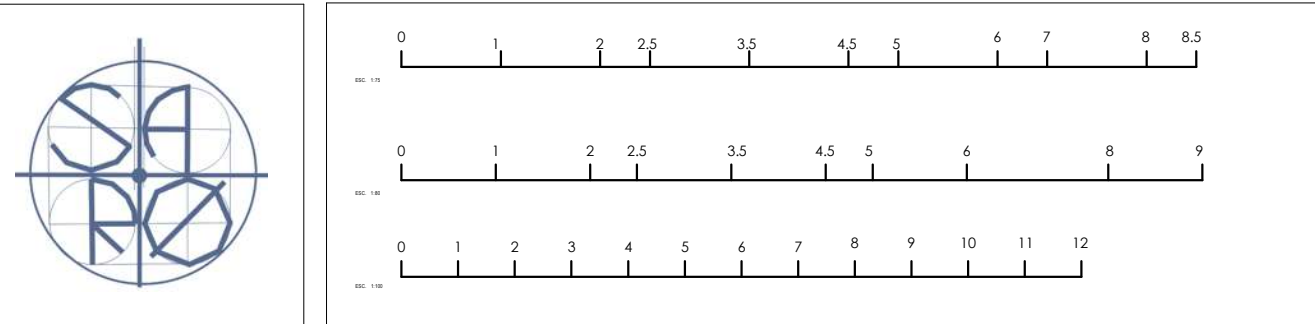 SA
RO
0 1 2 2.5 3.5 4.5 5 6 7 8 8.5
ESC. 1:75
0 1 2 2.5 3.5 4.5 5 6 8 9
ESC. 1:80
0 1 2 3 4 5 6 7 8 9 10 11 12
ESC. 1:100